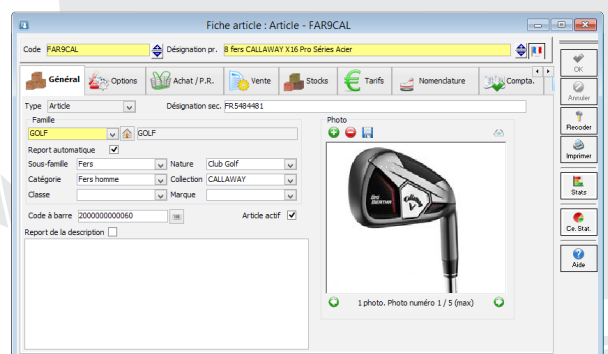 Fiche article : Article - FAR9CAL
Code FAR9CAL Désignation pr. 8 fers CALLAWAY X16 Pro Séries Acier
Général Options Achat / P.R. Vente Stocks Tarifs Nomenclature Compta.
Type Article Désignation sec. FR5484481
Famille
GOLF GOLF
Report automatique
Sous-famille Fers Nature Club Golf
Catégorie Fers homme Collection CALLAWAY
Classe Marque
Code à barre 2000000000060 Article actif
Report de la description
Photo
BIG BERTHA
1 photo. Photo numéro 1 / 5 (max)
OK
Annuler
Recoder
Imprimer
Stats
Ce. Stat.
Aide